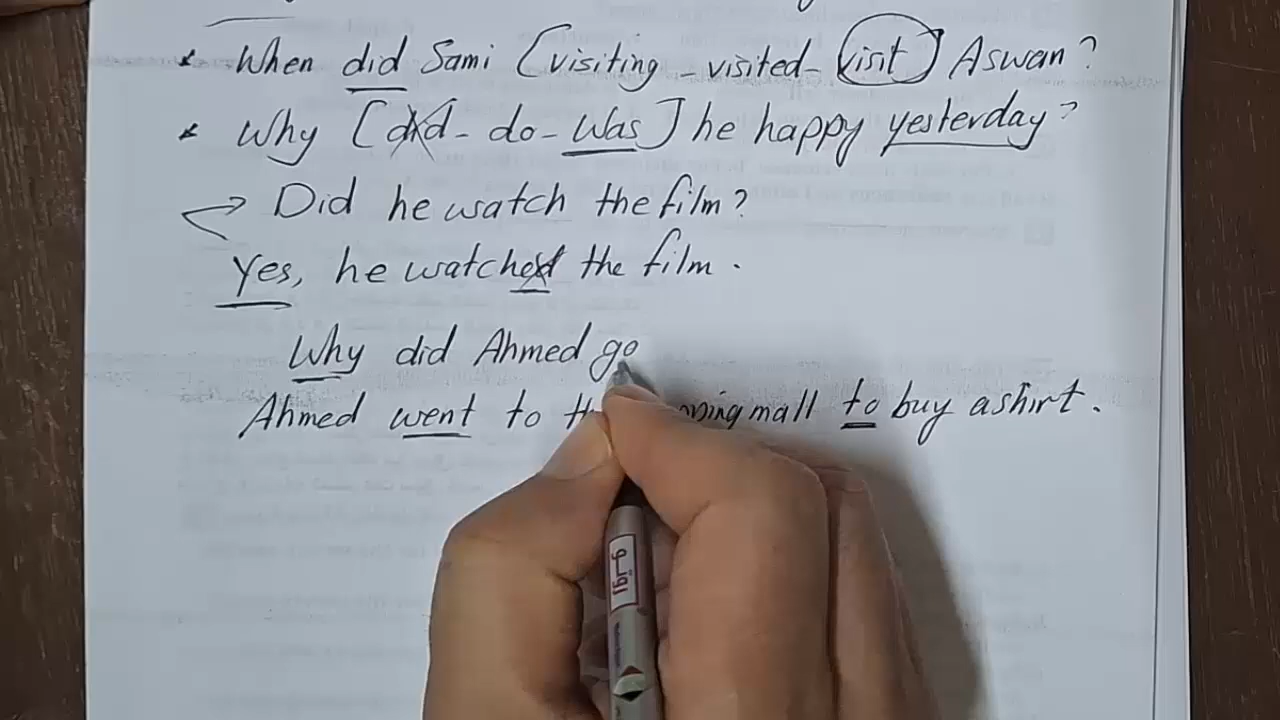 * When did Sami [visiting - visited - visit] Aswan?
* Why [did - do - was] he happy yesterday?
Did he watch the film?
Yes, he watched the film.
Why did Ahmed go
Ahmed went to mall to buy a shirt.